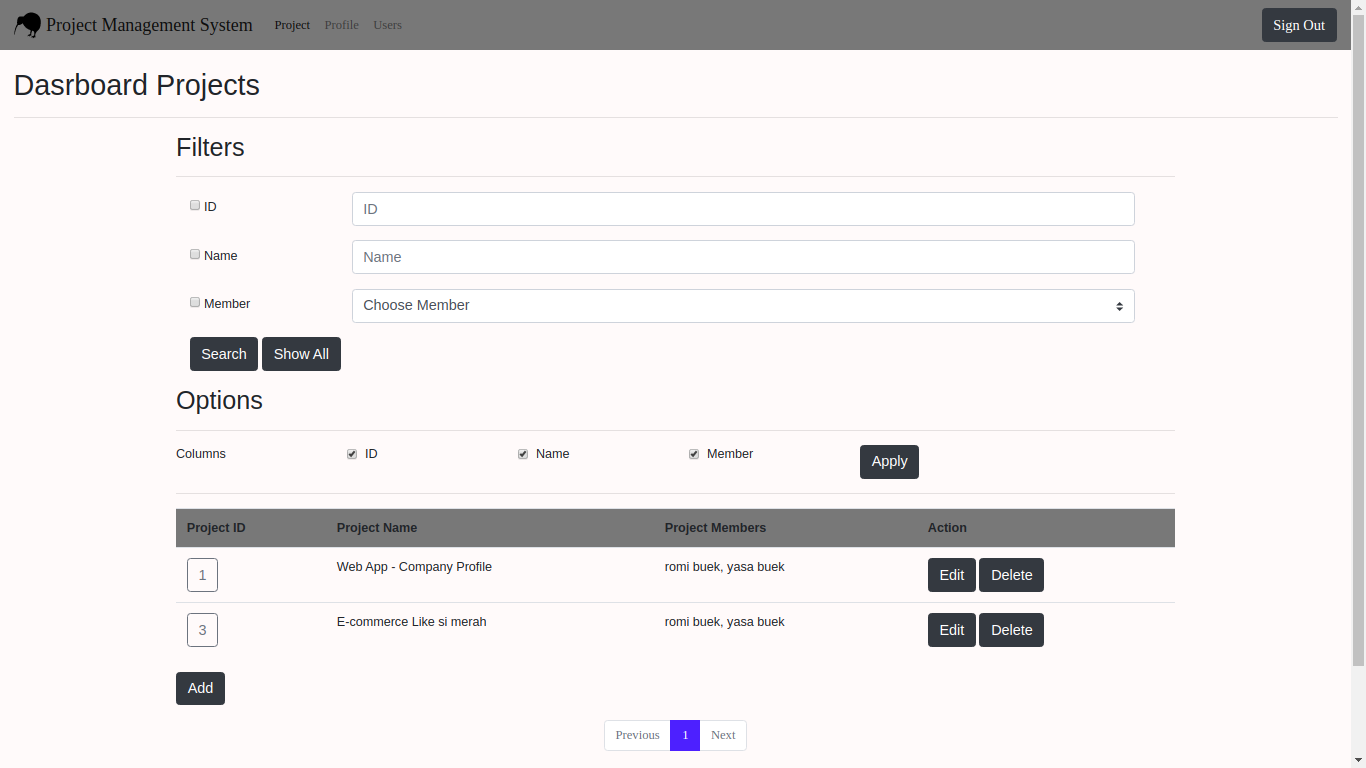 Project Management System Project Profile Users Sign Out
Dasrboard Projects
Filters
ID ID
Name Name
Member Choose Member
Search Show All
Options
Columns ID Name Member Apply
Project ID Project Name Project Members Action
1 Web App - Company Profile romi buek, yasa buek Edit Delete
3 E-commerce Like si merah romi buek, yasa buek Edit Delete
Add
Previous 1 Next